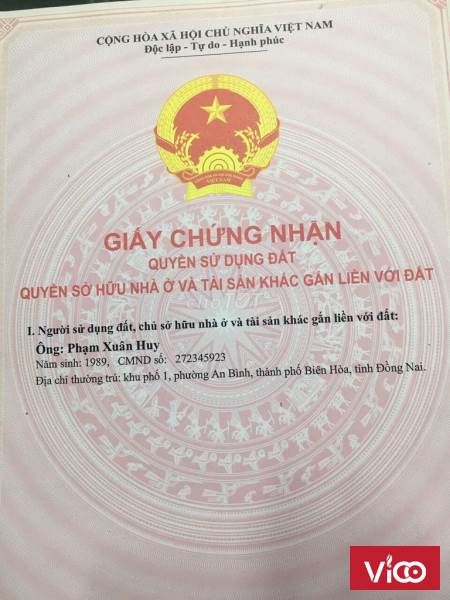 CỘNG HÒA XÃ HỘI CHỦ NGHĨA VIỆT NAM
Độc lập - Tự do - Hạnh phúc
VIỆT NAM
GIẤY CHỨNG NHẬN
QUYỀN SỬ DỤNG ĐẤT
QUYỀN SỞ HỮU NHÀ Ở VÀ TÀI SẢN KHÁC GẮN LIỀN VỚI ĐẤT
I. Người sử dụng đất, chủ sở hữu nhà ở và tài sản khác gắn liền với đất:
Ông: Phạm Xuân Huy
Năm sinh: 1989, CMND số: 272345923
Địa chỉ thường trú: khu phố 1, phường An Bình, thành phố Biên Hòa, tỉnh Đồng Nai.
Vico